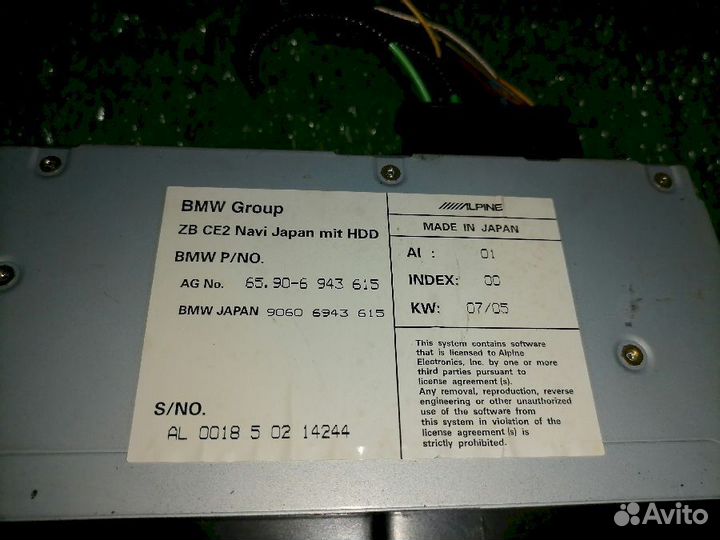 BMW Group
ZB CE2 Navi Japan mit HDD
BMW P/NO.
AG No. 65.90-6 943 615
BMW JAPAN 9060 6943 615
S/NO.
AL 0018 5 02 14244
ALPINE
MADE IN JAPAN
AI : 01
INDEX: 00
KW: 07/05
This system contains software
that is licensed to Alpine
Electronics, Inc. by one or more
third parties pursuant to
license agreement (s).
Any removal, reproduction, reverse
engineering or other unauthorized
use of the software from
this system in violation of the
license agreement (s) is
strictly prohibited.
Avito